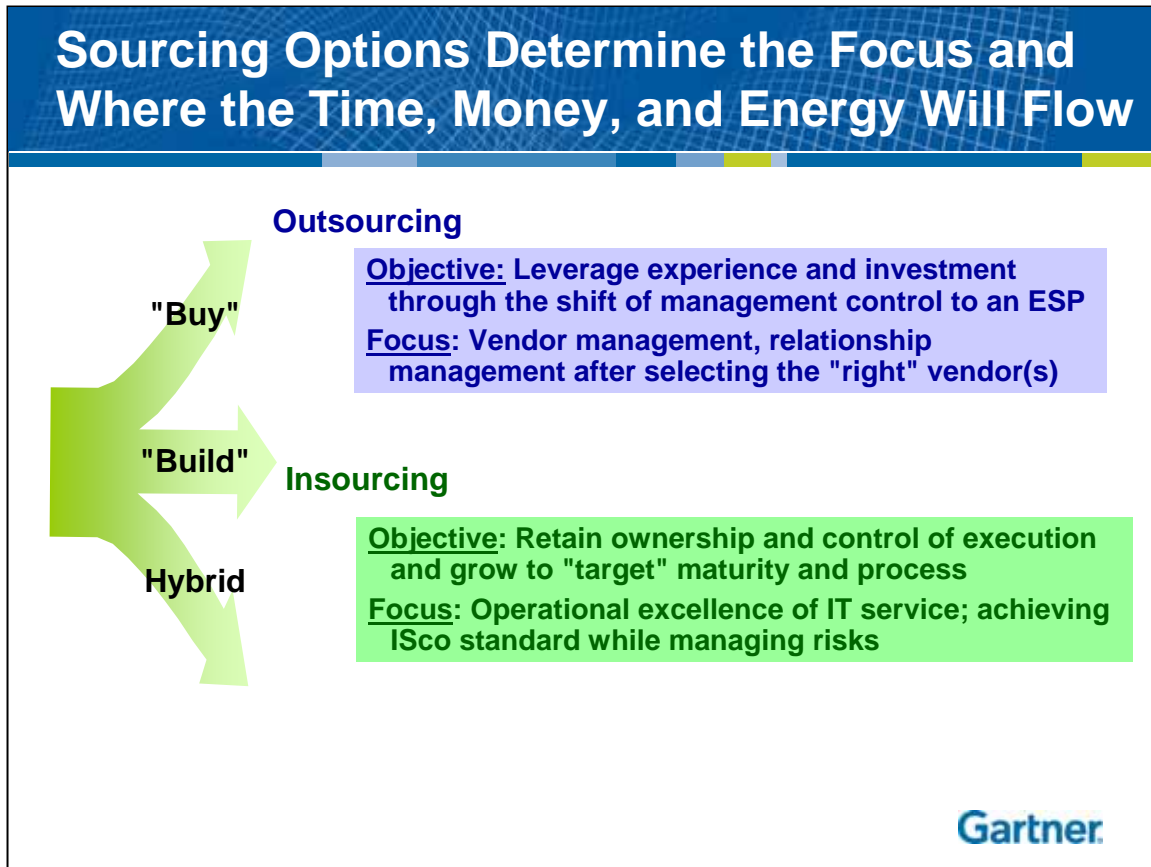 Sourcing Options Determine the Focus and
Where the Time, Money, and Energy Will Flow
Outsourcing
"Buy"
Objective: Leverage experience and investment
through the shift of management control to an ESP
Focus: Vendor management, relationship
management after selecting the "right" vendor(s)
"Build"
Insourcing
Objective: Retain ownership and control of execution
and grow to "target" maturity and process
Focus: Operational excellence of IT service; achieving
ISco standard while managing risks
Hybrid
Gartner.